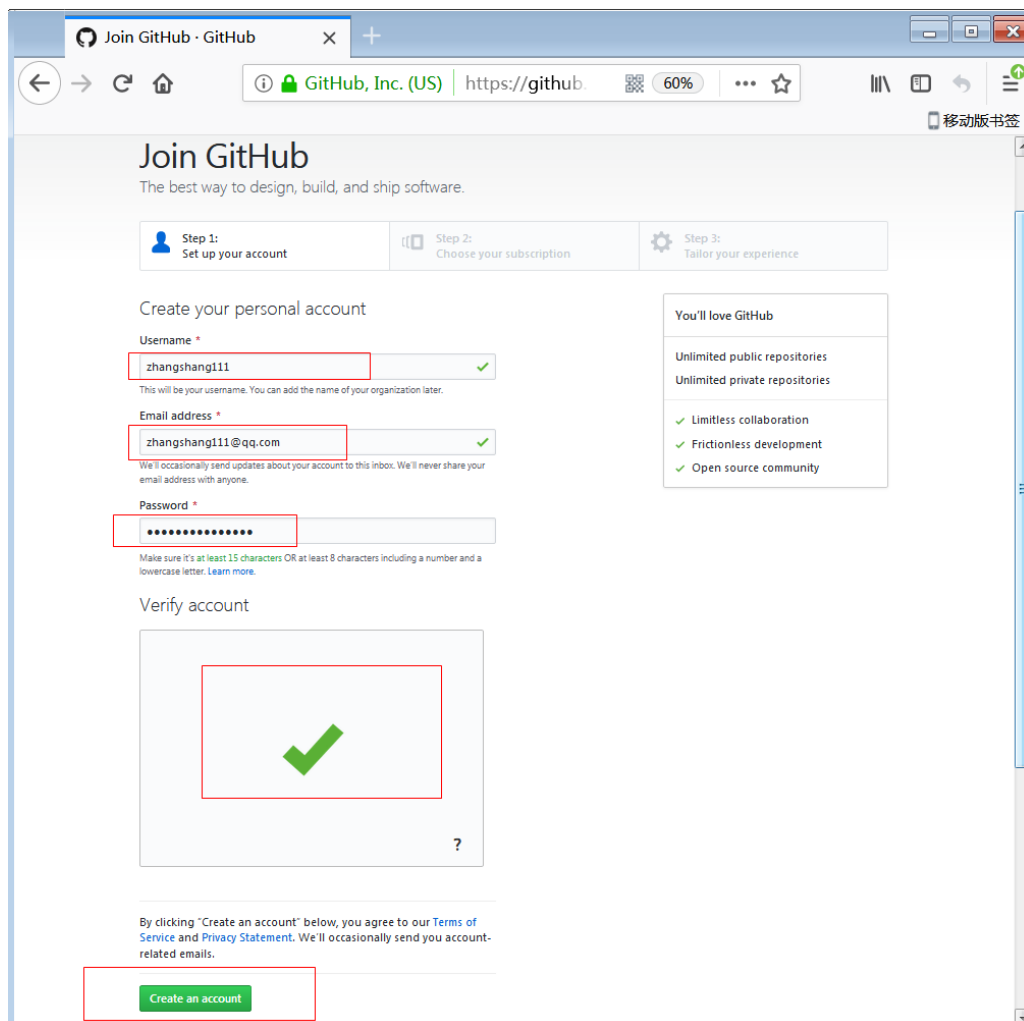 Join GitHub · GitHub
GitHub, Inc. (US)
https://github.
60%
移动版书签
Join GitHub
The best way to design, build, and ship software.
Step 1:
Set up your account
Step 2:
Choose your subscription
Step 3:
Tailor your experience
Create your personal account
Username *
zhangshang111
This will be your username. You can add the name of your organization later.
Email address *
zhangshang111@qq.com
We'll occasionally send updates about your account to this inbox. We'll never share your
email address with anyone.
Password *
•••••••••••••••
Make sure it's at least 15 characters OR at least 8 characters including a number and a
lowercase letter. Learn more.
Verify account
?
By clicking "Create an account" below, you agree to our Terms of
Service and Privacy Statement. We'll occasionally send you account-
related emails.
Create an account
You'll love GitHub
Unlimited public repositories
Unlimited private repositories
Limitless collaboration
Frictionless development
Open source community